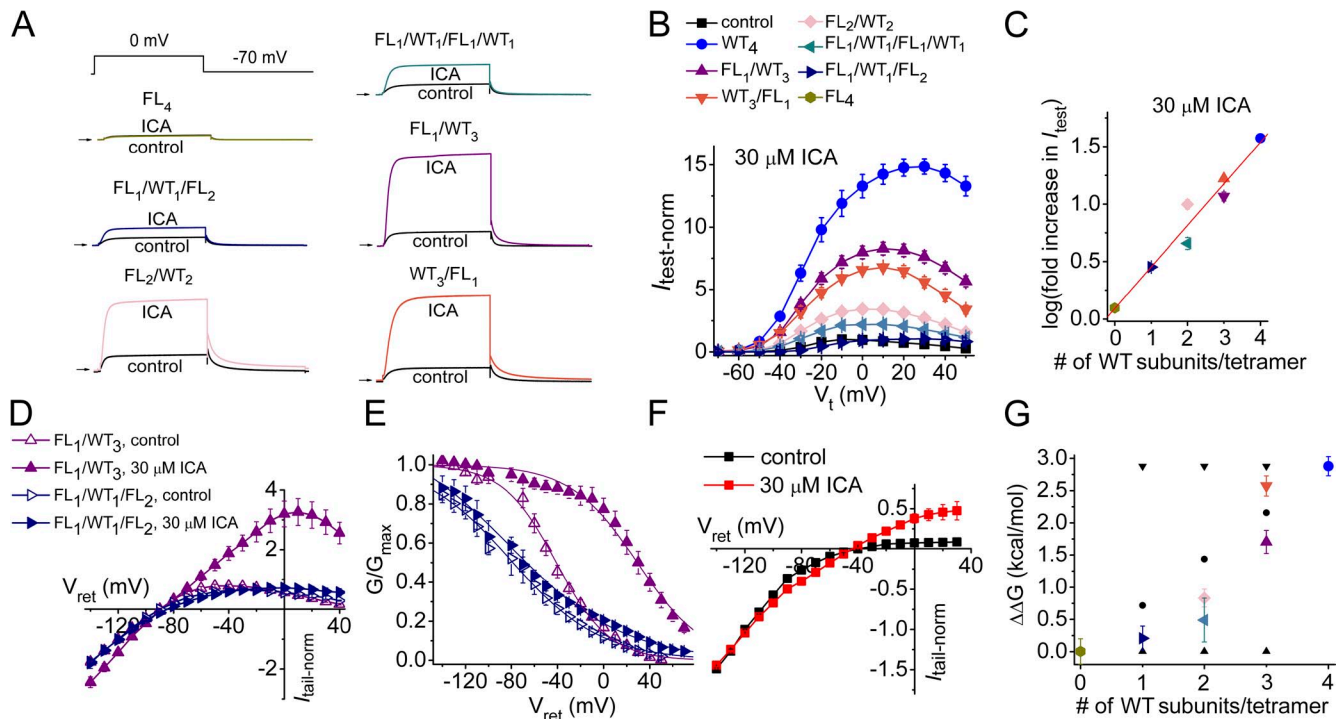 A
0 mV
-70 mV
FL4
ICA
control
FL1/WT1/FL2
ICA
control
FL2/WT2
ICA
control
FL1/WT1/FL1/WT1
ICA
control
FL1/WT3
ICA
control
WT3/FL1
ICA
control
B
control
WT4
FL1/WT3
WT3/FL1
FL2/WT2
FL1/WT1/FL1/WT1
FL1/WT1/FL2
FL4
30 µM ICA
Itest-norm
15
10
5
0
-60 -40 -20 0 20 40
Vt (mV)
C
30 µM ICA
log(fold increase in Itest)
1.5
1.0
0.5
0.0
0 1 2 3 4
# of WT subunits/tetramer
D
FL1/WT3, control
FL1/WT3, 30 µM ICA
FL1/WT1/FL2, control
FL1/WT1/FL2, 30 µM ICA
Vret (mV)
-120 -80 -40 40
4
2
-2
Itail-norm
E
G/Gmax
1.0
0.8
0.6
0.4
0.2
0.0
-120 -80 -40 0 40
Vret (mV)
F
control
30 µM ICA
Vret (mV)
-120 -80 -40 40
0.5
-0.5
-1.0
-1.5
Itail-norm
G
ΔΔG (kcal/mol)
3.0
2.5
2.0
1.5
1.0
0.5
0.0
0 1 2 3 4
# of WT subunits/tetramer